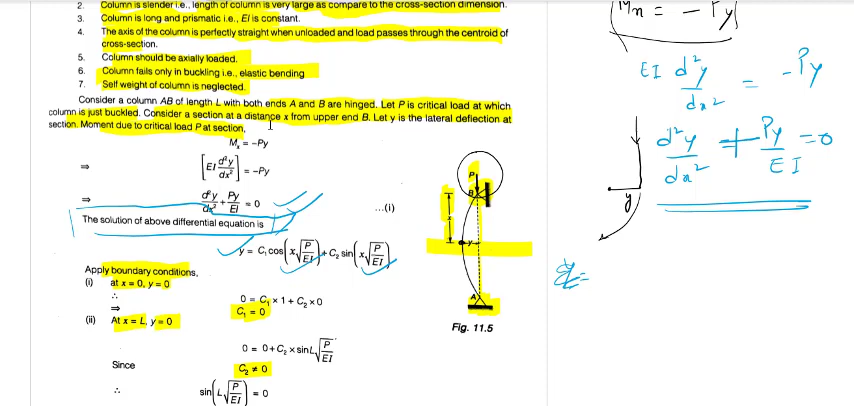 2. Column is slender i.e., length of column is very large as compare to the cross-section dimension.
3. Column is long and prismatic i.e., EI is constant.
4. The axis of the column is perfectly straight when unloaded and load passes through the centroid of
cross-section.
5. Column should be axially loaded.
6. Column fails only in buckling i.e., elastic bending
7. Self weight of column is neglected.
Consider a column AB of length L with both ends A and B are hinged. Let P is critical load at which
column is just buckled. Consider a section at a distance x from upper end B. Let y is the lateral deflection at
section. Moment due to critical load P at section,
Mₓ = −Py
⇒ [EI d²y/dx²] = −Py
⇒ d²y/dx² + Py/EI = 0 ...(i)
The solution of above differential equation is
y = C₁ cos(x√(P/EI)) + C₂ sin(x√(P/EI))
Apply boundary conditions,
(i) at x = 0, y = 0
∴ 0 = C₁ × 1 + C₂ × 0
⇒ C₁ = 0
(ii) At x = L, y = 0
0 = 0 + C₂ × sinL√(P/EI)
Since C₂ ≠ 0
∴ sin(L√(P/EI)) = 0
P
B
x
y
A
Fig. 11.5
Mx = − Py
EI d²y/dx² = −Py
d²y/dx² + Py/EI = 0
y